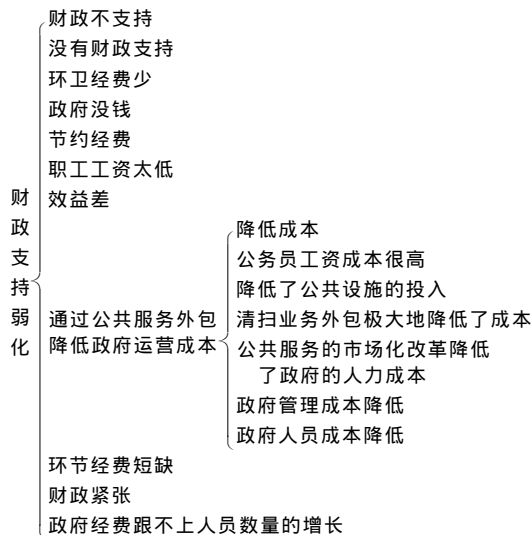 财政支持弱化
财政不支持
没有财政支持
环卫经费少
政府没钱
节约经费
职工工资太低
效益差
通过公共服务外包
降低政府运营成本
降低成本
公务员工资成本很高
降低了公共设施的投入
清扫业务外包极大地降低了成本
公共服务的市场化改革降低
了政府的人力成本
政府管理成本降低
政府人员成本降低
环节经费短缺
财政紧张
政府经费跟不上人员数量的增长